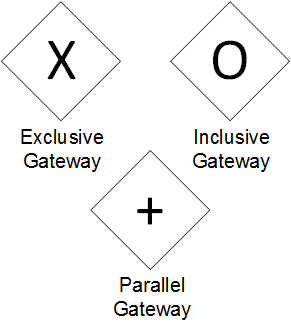 X
O
Exclusive
Gateway
Inclusive
Gateway
+
Parallel
Gateway